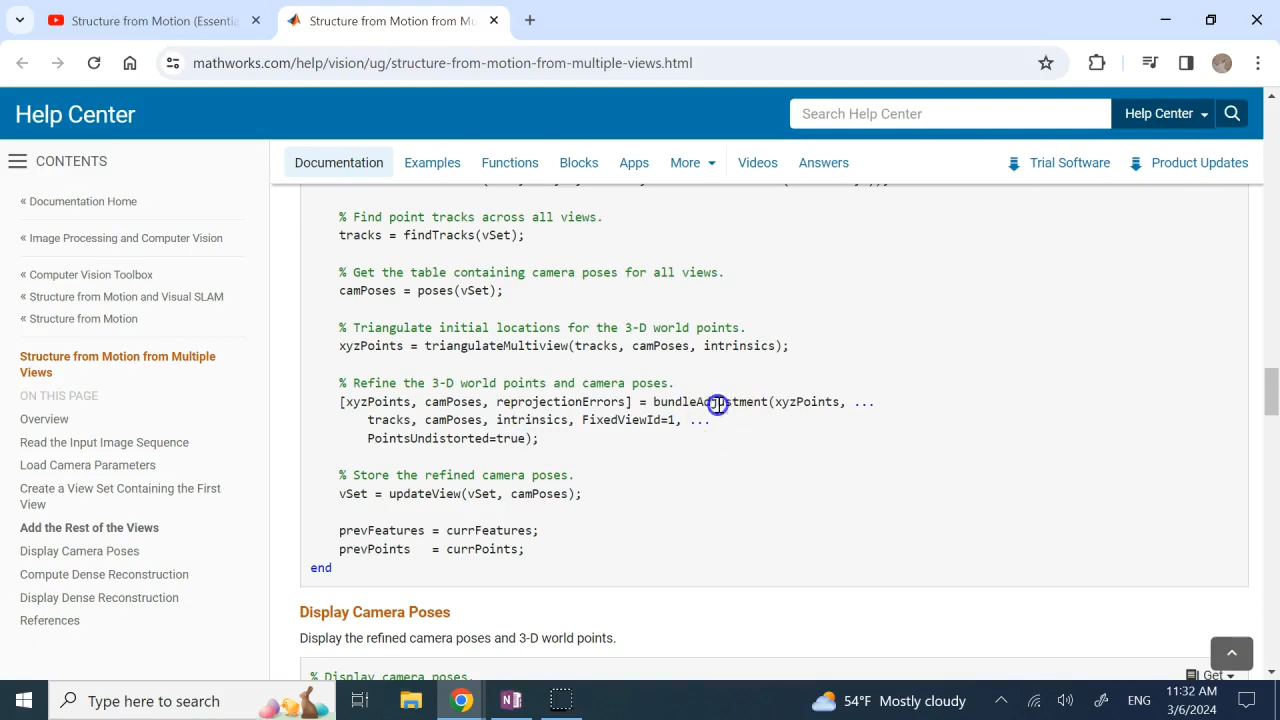 Structure from Motion (Essentia
Structure from Motion from Mu
mathworks.com/help/vision/ug/structure-from-motion-from-multiple-views.html
Help Center
Search Help Center
Help Center
CONTENTS
Documentation
Examples
Functions
Blocks
Apps
More
Videos
Answers
Trial Software
Product Updates
« Documentation Home
« Image Processing and Computer Vision
« Computer Vision Toolbox
« Structure from Motion and Visual SLAM
« Structure from Motion
Structure from Motion from Multiple
Views
ON THIS PAGE
Overview
Read the Input Image Sequence
Load Camera Parameters
Create a View Set Containing the First
View
Add the Rest of the Views
Display Camera Poses
Compute Dense Reconstruction
Display Dense Reconstruction
References
% Find point tracks across all views.
tracks = findTracks(vSet);
% Get the table containing camera poses for all views.
camPoses = poses(vSet);
% Triangulate initial locations for the 3-D world points.
xyzPoints = triangulateMultiview(tracks, camPoses, intrinsics);
% Refine the 3-D world points and camera poses.
[xyzPoints, camPoses, reprojectionErrors] = bundleAdjustment(xyzPoints, ...
tracks, camPoses, intrinsics, FixedViewId=1, ...
PointsUndistorted=true);
% Store the refined camera poses.
vSet = updateView(vSet, camPoses);
prevFeatures = currFeatures;
prevPoints   = currPoints;
end
Display Camera Poses
Display the refined camera poses and 3-D world points.
% Display camera poses.
Get
Type here to search
54°F Mostly cloudy
ENG
11:32 AM
3/6/2024